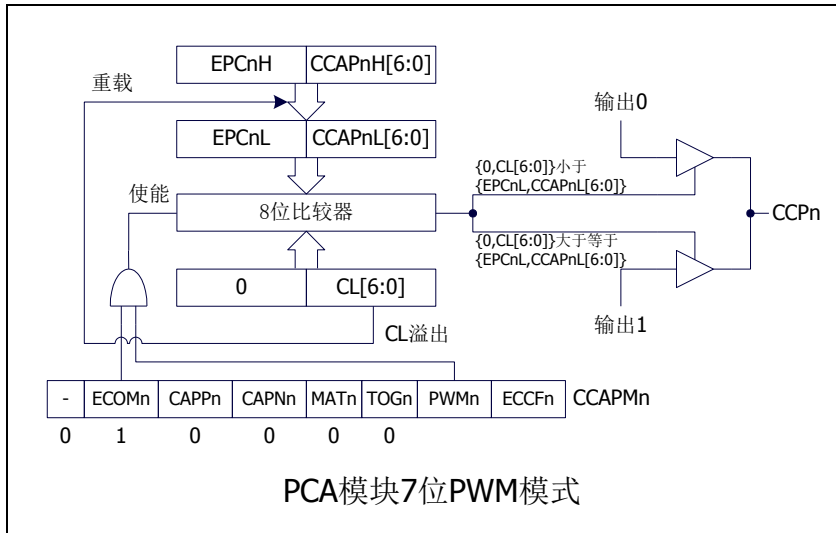 EPCnH CCAPnH[6:0]
重载
EPCnL CCAPnL[6:0]
使能
8位比较器
0 CL[6:0]
CL溢出
{0,CL[6:0]}小于
{EPCnL,CCAPnL[6:0]}
{0,CL[6:0]}大于等于
{EPCnL,CCAPnL[6:0]}
输出0
CCPn
输出1
- ECOMn CAPPn CAPNn MATn TOGn PWMn ECCFn CCAPMn
0 1 0 0 0 0
PCA模块7位PWM模式